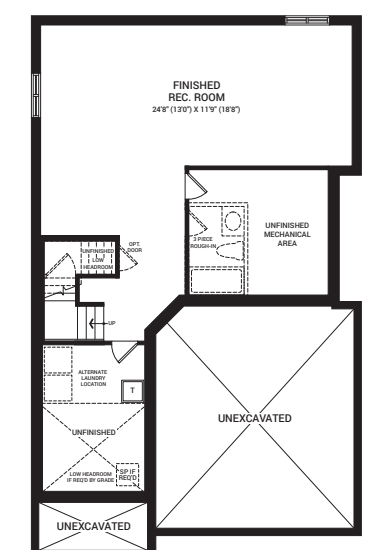 FINISHED
REC. ROOM
24'8" (13'0") X 11'9" (18'8")
UNFINISHED
MECHANICAL
AREA
3 PIECE
ROUGH-IN
OPT.
DOOR
UNFINISHED
LOW
HEADROOM
UP
ALTERNATE
LAUNDRY
LOCATION
T
UNFINISHED
LOW HEADROOM
IF REQ'D BY GRADE
SP IF
REQ'D
UNEXCAVATED
UNEXCAVATED